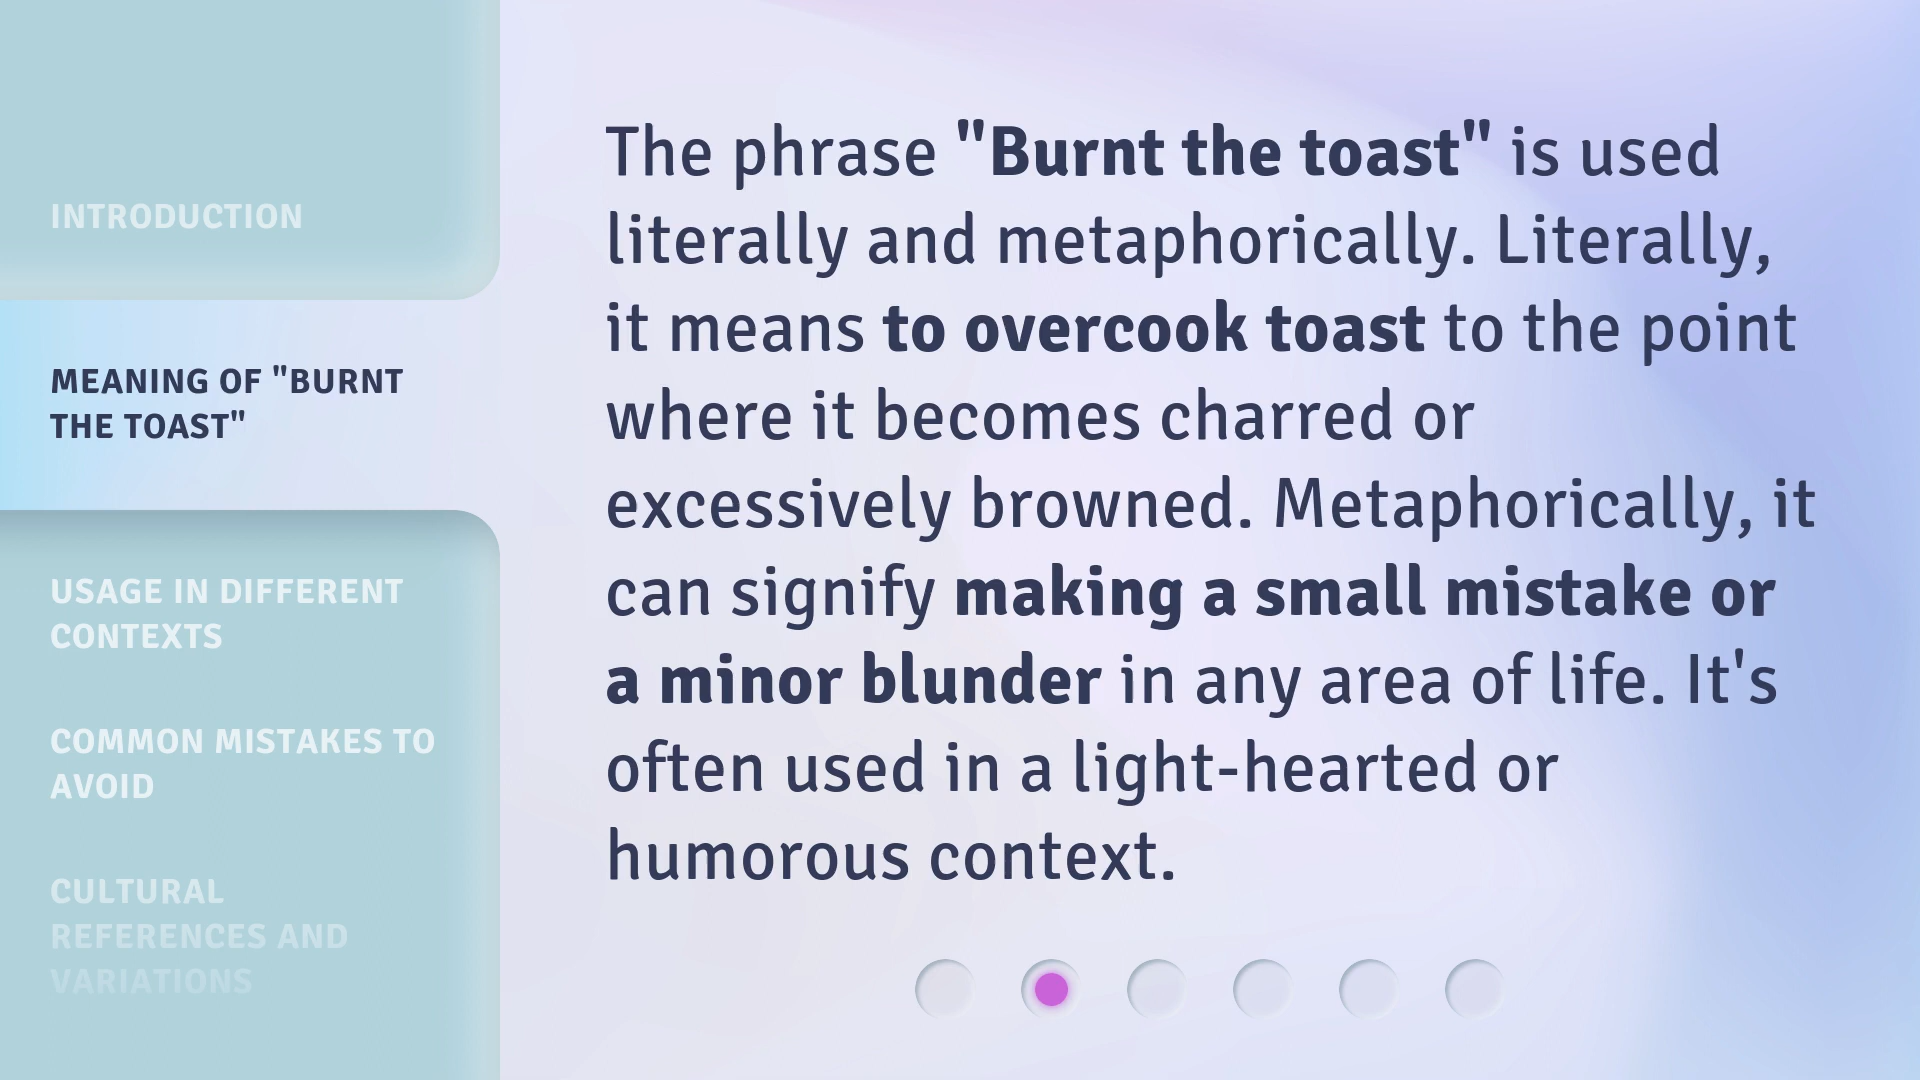 INTRODUCTION
MEANING OF "BURNT
THE TOAST"
USAGE IN DIFFERENT
CONTEXTS
COMMON MISTAKES TO
AVOID
CULTURAL
REFERENCES AND
VARIATIONS
The phrase "Burnt the toast" is used
literally and metaphorically. Literally,
it means to overcook toast to the point
where it becomes charred or
excessively browned. Metaphorically, it
can signify making a small mistake or
a minor blunder in any area of life. It's
often used in a light-hearted or
humorous context.